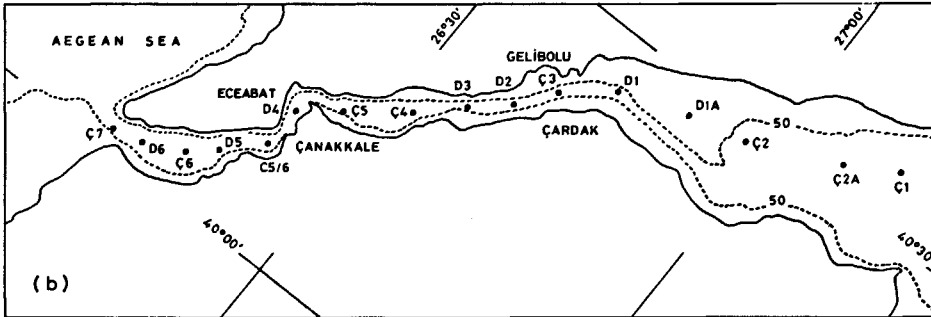 AEGEAN SEA
26°30'
27°00'
GELIBOLU
ECEABAT
D4
Ç5
Ç4
D3
D2
Ç3
D1
D1A
50
Ç2
Ç7
D6
Ç6
D5
C5/6
ÇANAKKALE
ÇARDAK
Ç2A
Ç1
50
40°00'
40°30'
(b)